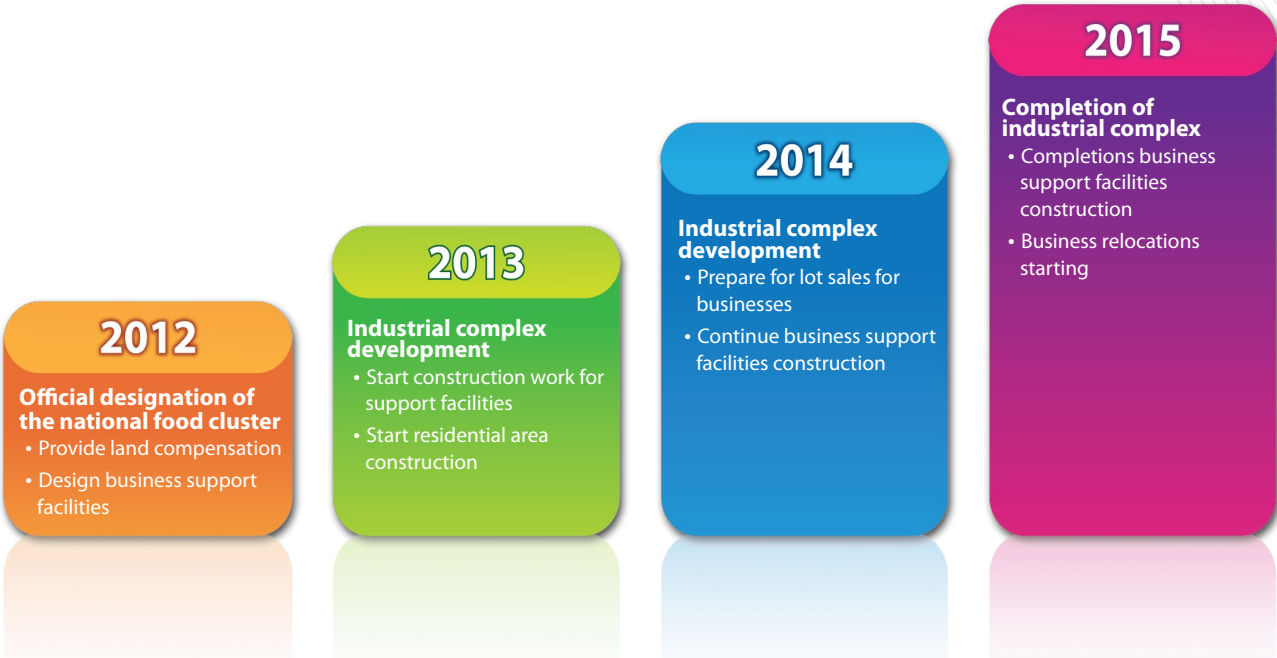 2012
Official designation of
the national food cluster
• Provide land compensation
• Design business support
facilities
2013
Industrial complex
development
• Start construction work for
support facilities
• Start residential area
construction
2014
Industrial complex
development
• Prepare for lot sales for
businesses
• Continue business support
facilities construction
2015
Completion of
industrial complex
• Completions business
support facilities
construction
• Business relocations
starting